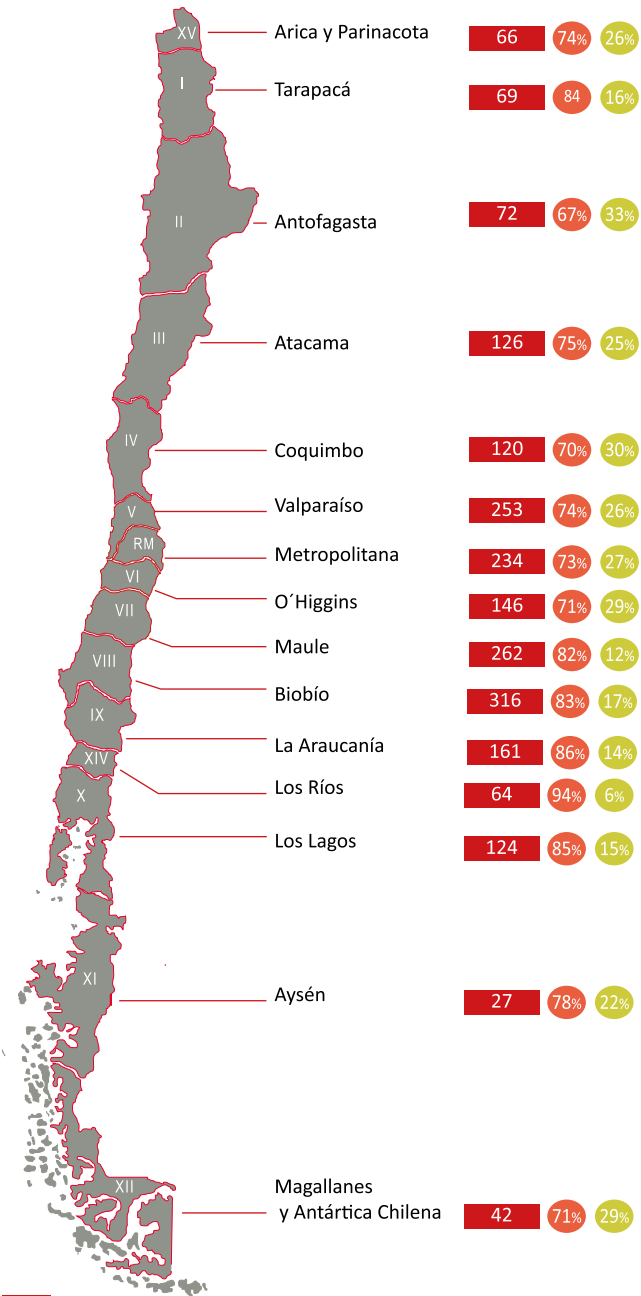 XV Arica y Parinacota 66 74% 26%
I Tarapacá 69 84 16%
II Antofagasta 72 67% 33%
III Atacama 126 75% 25%
IV Coquimbo 120 70% 30%
V Valparaíso 253 74% 26%
RM Metropolitana 234 73% 27%
VI O´Higgins 146 71% 29%
VII Maule 262 82% 12%
VIII Biobío 316 83% 17%
IX La Araucanía 161 86% 14%
XIV Los Ríos 64 94% 6%
X Los Lagos 124 85% 15%
XI Aysén 27 78% 22%
XII Magallanes
y Antártica Chilena 42 71% 29%